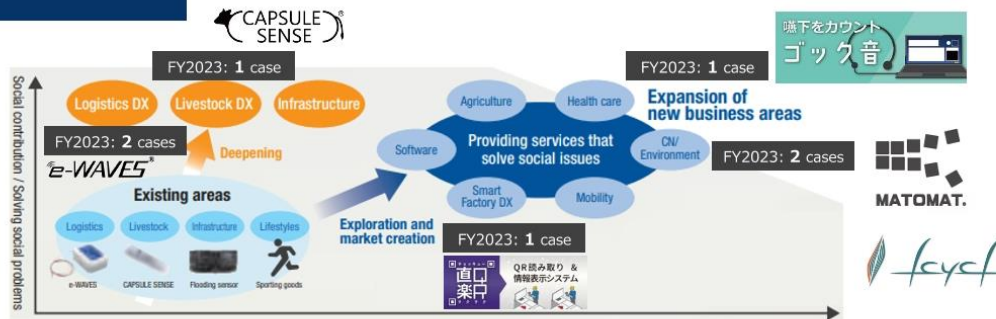 CAPSULE
SENSE
嚥下をカウント
ゴックン音
FY2023: 1 case
FY2023: 1 case
Social contribution / Solving social problems
Logistics DX
Livestock DX
Infrastructure
Agriculture
Health care
Expansion of
new business areas
FY2023: 2 cases
Deepening
e-WAVES
Software
Providing services that
solve social issues
CN/
Environment
FY2023: 2 cases
Existing areas
Smart
Factory DX
Mobility
MATOMAT.
Logistics
Livestock
Infrastructure
Lifestyles
Exploration and
market creation
FY2023: 1 case
e-WAVES
CAPSULE SENSE
Flooding sensor
Sporting goods
直QR
楽
QR読み取り &
情報表示システム
fcycl